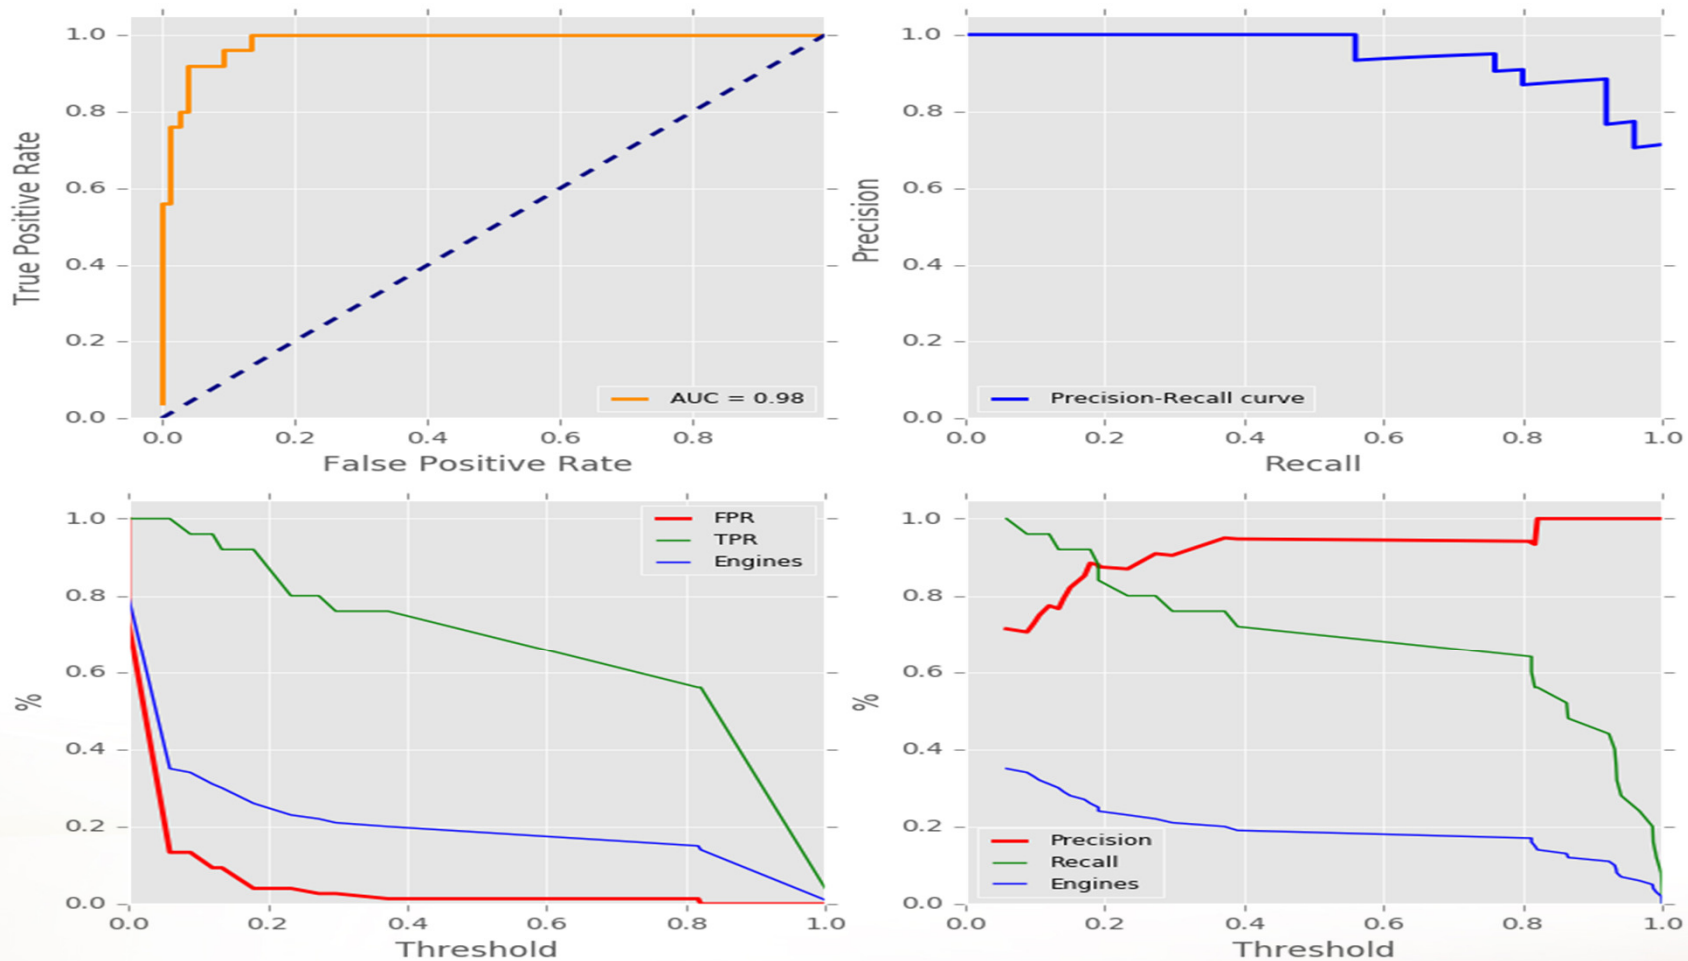 1.0
0.8
0.6
0.4
0.2
0.0
True Positive Rate
AUC = 0.98
0.0 0.2 0.4 0.6 0.8
False Positive Rate
1.0
0.8
0.6
0.4
0.2
0.0
Precision
Precision-Recall curve
0.0 0.2 0.4 0.6 0.8 1.0
Recall
1.0
0.8
0.6
0.4
0.2
0.0
%
FPR
TPR
Engines
0.0 0.2 0.4 0.6 0.8 1.0
Threshold
1.0
0.8
0.6
0.4
0.2
0.0
%
Precision
Recall
Engines
0.0 0.2 0.4 0.6 0.8 1.0
Threshold